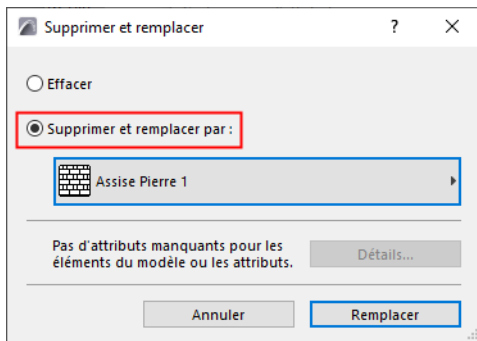 Supprimer et remplacer
?
Effacer
Supprimer et remplacer par :
Assise Pierre 1
Pas d'attributs manquants pour les
éléments du modèle ou les attributs.
Détails...
Annuler
Remplacer